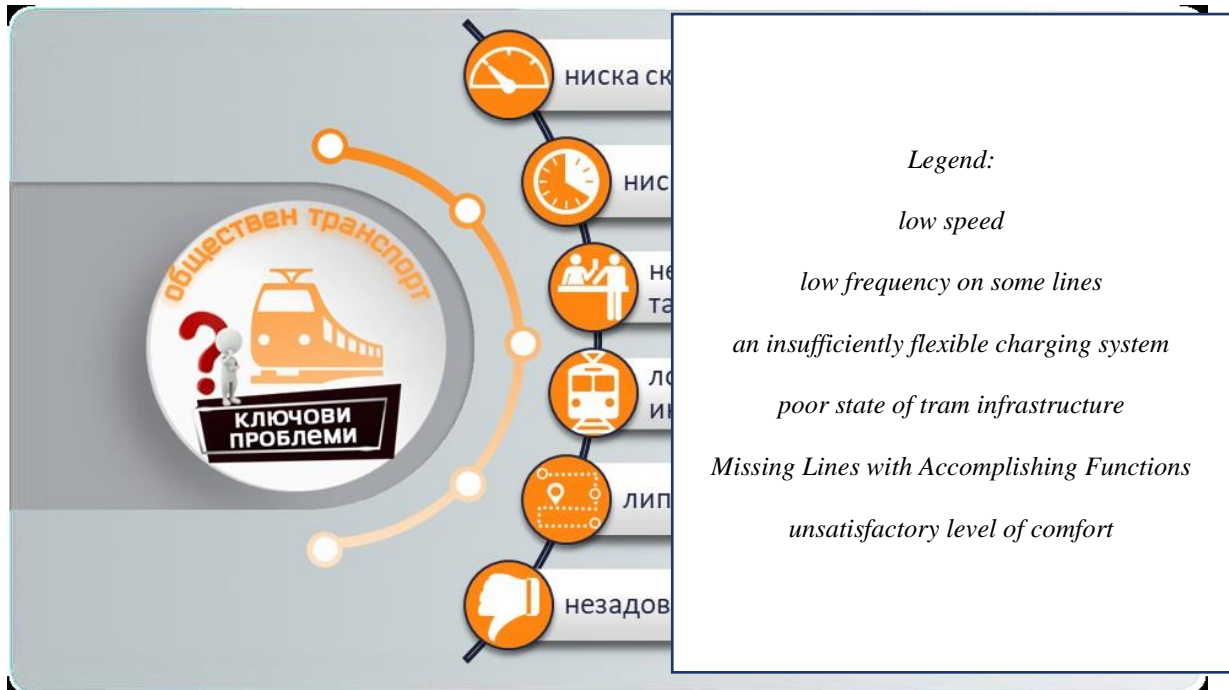 обществен транспорт
ключови
проблеми
ниска ск
нис
не
та
ло
ин
лип
незадов
Legend:
low speed
low frequency on some lines
an insufficiently flexible charging system
poor state of tram infrastructure
Missing Lines with Accomplishing Functions
unsatisfactory level of comfort